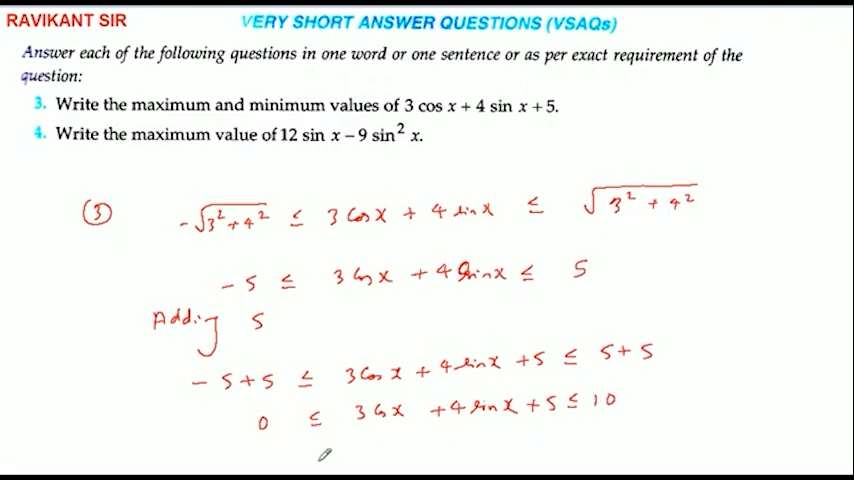 RAVIKANT SIR
VERY SHORT ANSWER QUESTIONS (VSAQs)
Answer each of the following questions in one word or one sentence or as per exact requirement of the
question:
3. Write the maximum and minimum values of 3 cos x + 4 sin x + 5.
4. Write the maximum value of 12 sin x – 9 sin² x.
③ -√(3² + 4²) ≤ 3 Cos x + 4 sin x ≤ √(3² + 4²)
- 5 ≤ 3 Cos x + 4 Sin x ≤ 5
Adding 5
- 5 + 5 ≤ 3 Cos x + 4 sin x + 5 ≤ 5 + 5
0 ≤ 3 Cos x + 4 sin x + 5 ≤ 10